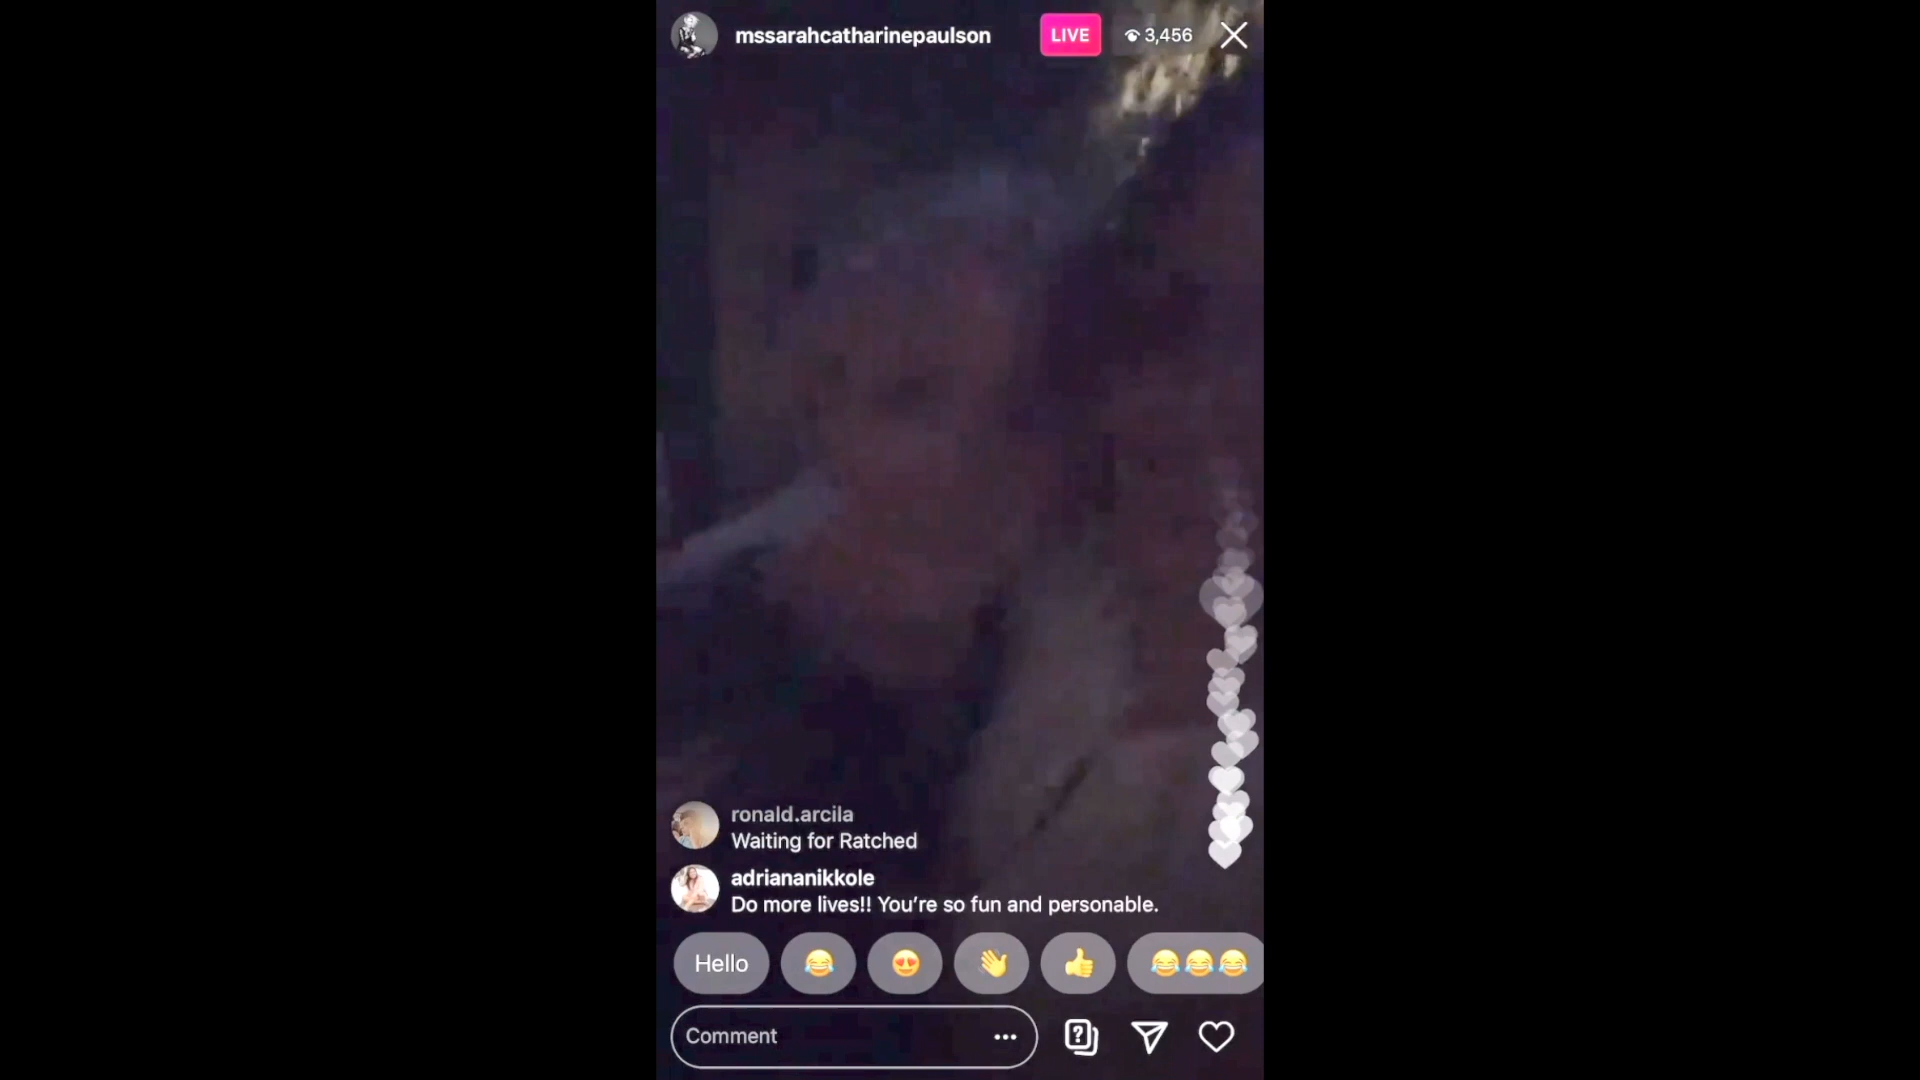 mssarahcatharinepaulson
LIVE
3,456
ronald.arcila
Waiting for Ratched
adriananikkole
Do more lives!! You're so fun and personable.
Hello
Comment